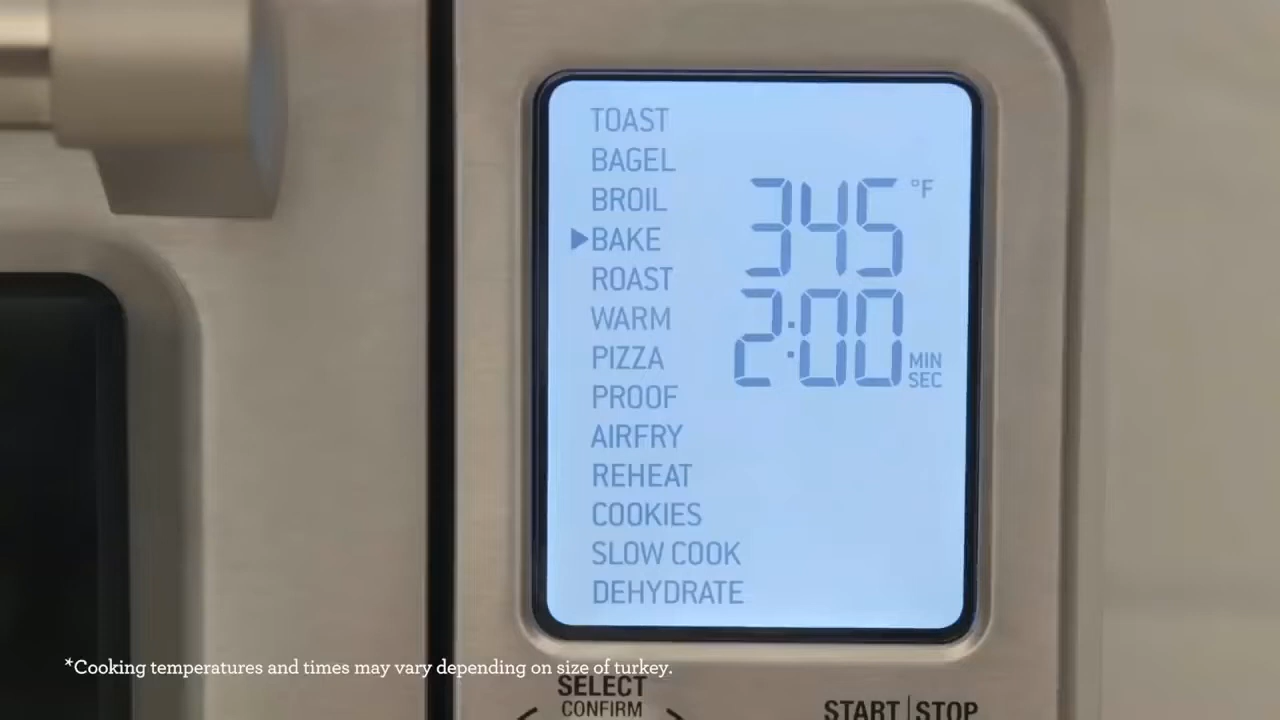 TOAST
BAGEL
BROIL
BAKE
ROAST
WARM
PIZZA
PROOF
AIRFRY
REHEAT
COOKIES
SLOW COOK
DEHYDRATE
345 °F
2:00 MIN
SEC
*Cooking temperatures and times may vary depending on size of turkey.
SELECT
CONFIRM
START|STOP